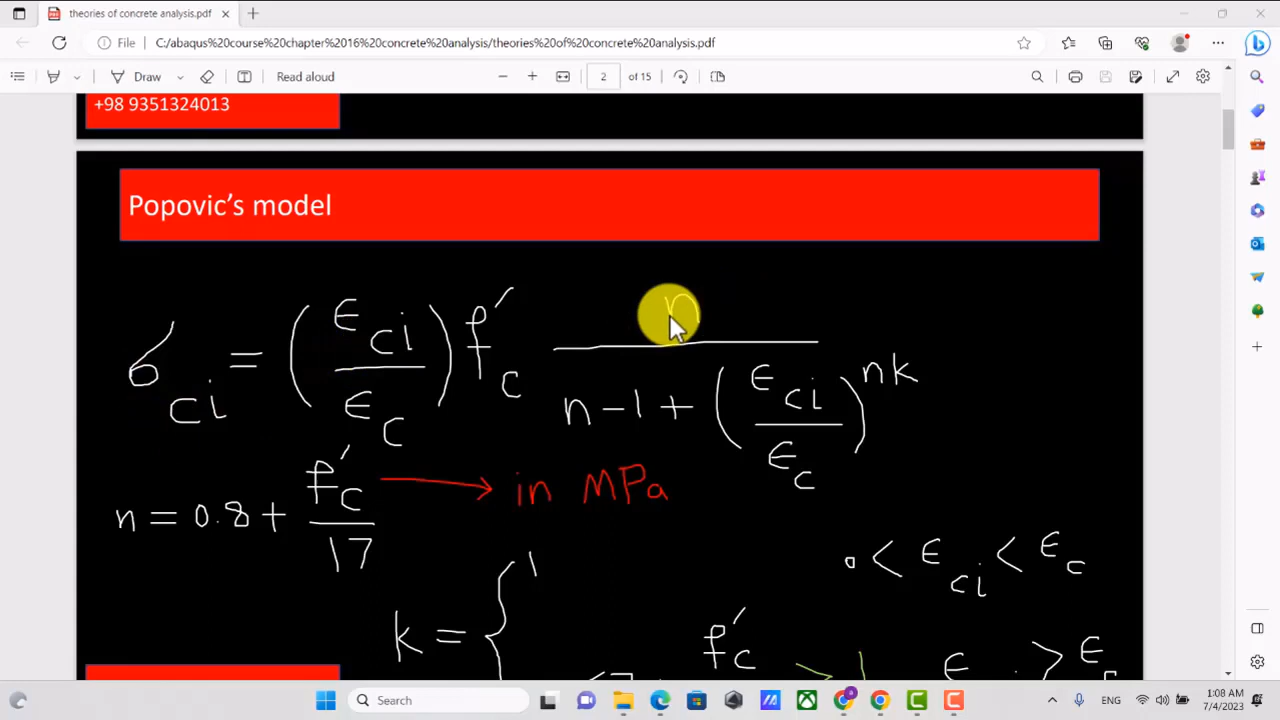 theories of concrete analysis.pdf
File C:/abaqus%20course%20chapter%2016%20concrete%20analysis/theories%20of%20concrete%20analysis.pdf
Draw Read aloud 2 of 15
+98 9351324013
Popovic's model
σci = (εci/εc) f'c n/(n-1+(εci/εc)^nk)
n = 0.8 + f'c/17 → in MPa
k = { 1 0 < εci < εc
f'c > 1 ε > ε
Search
ENG
1:08 AM
7/4/2023